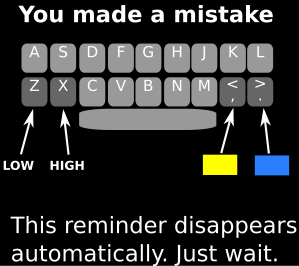 You made a mistake
A S D F G H J K L
Z X C V B N M < >
, .
LOW HIGH
This reminder disappears
automatically. Just wait.